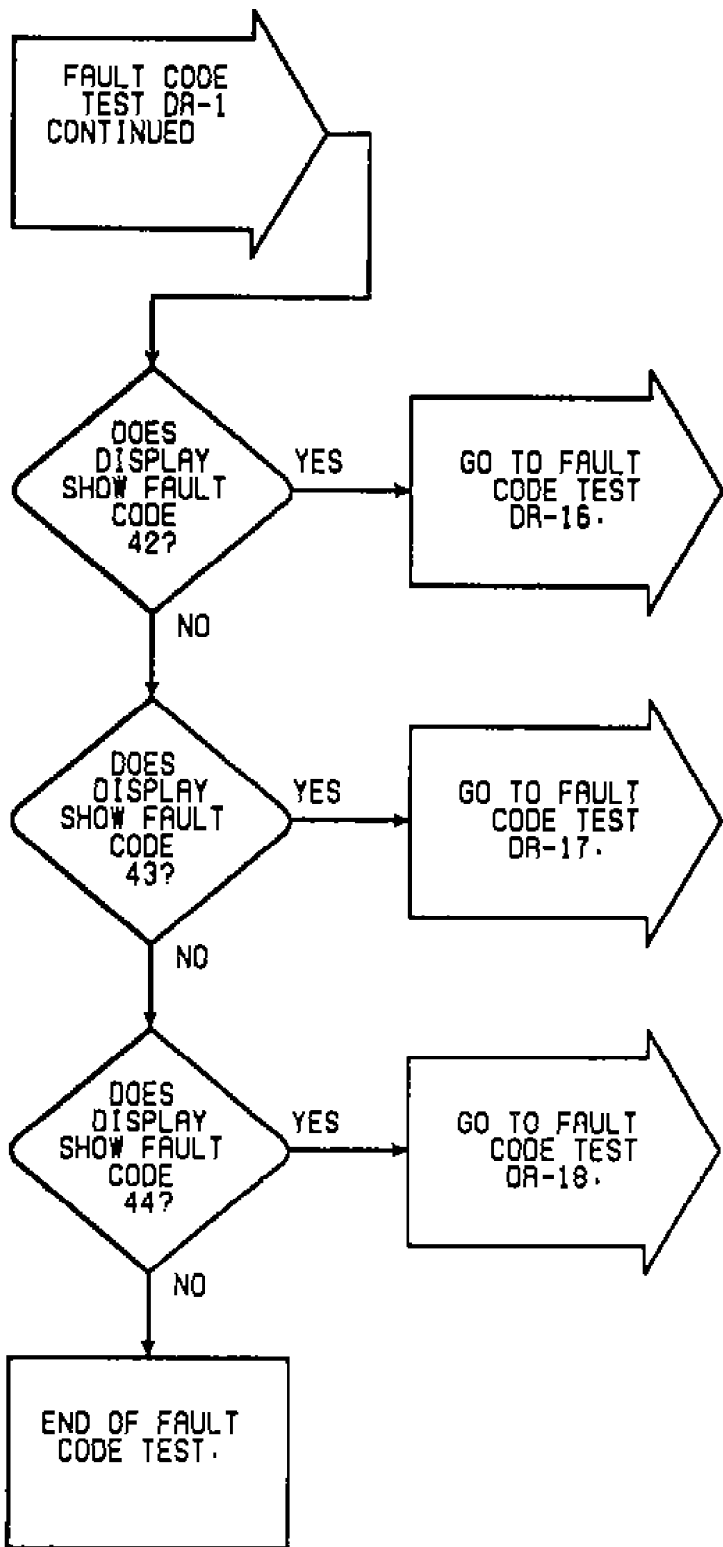 FAULT CODE
TEST DR-1
CONTINUED
DOES
DISPLAY
SHOW FAULT
CODE
42?
YES
GO TO FAULT
CODE TEST
DR-16.
NO
DOES
DISPLAY
SHOW FAULT
CODE
43?
YES
GO TO FAULT
CODE TEST
DR-17.
NO
DOES
DISPLAY
SHOW FAULT
CODE
44?
YES
GO TO FAULT
CODE TEST
DR-18.
NO
END OF FAULT
CODE TEST.